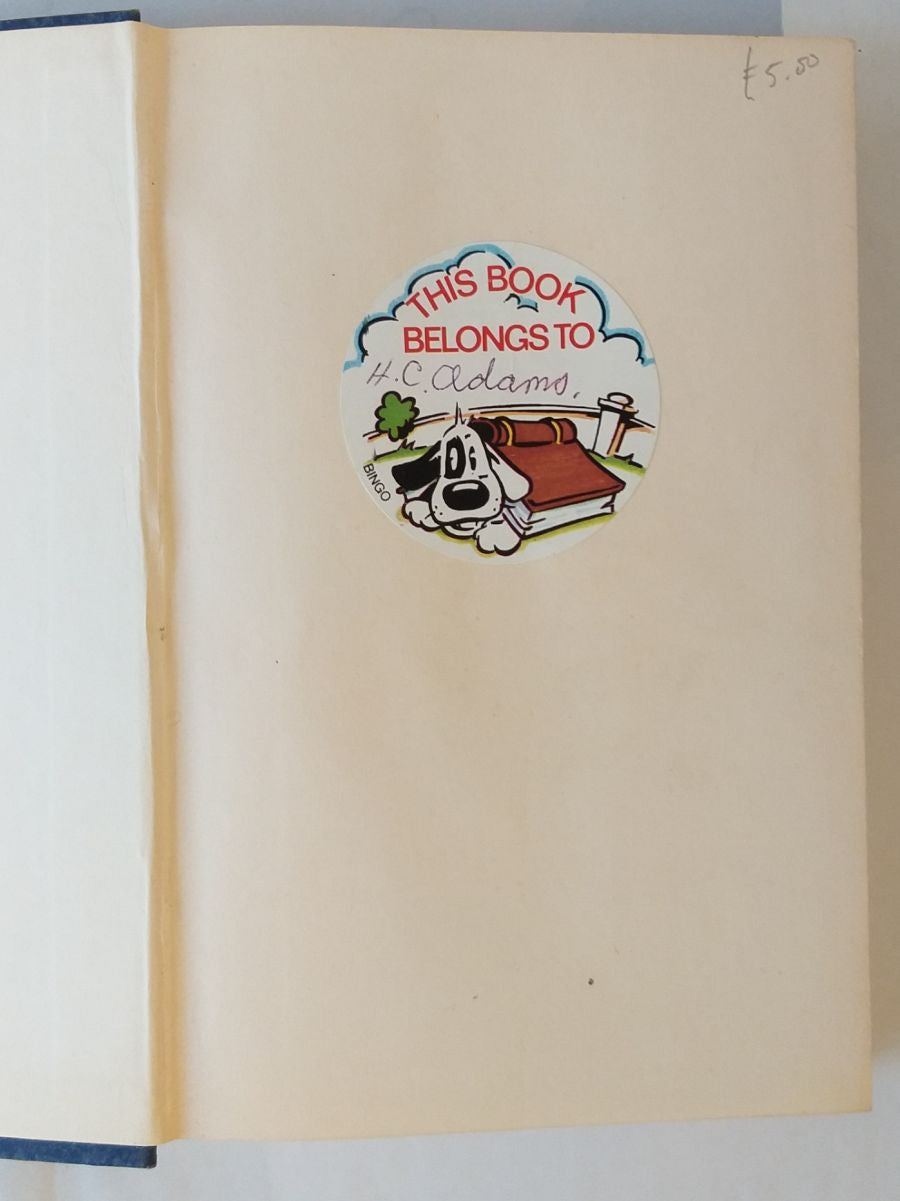 £5.00
THIS BOOK
BELONGS TO
H.C. Adams.
BINGO